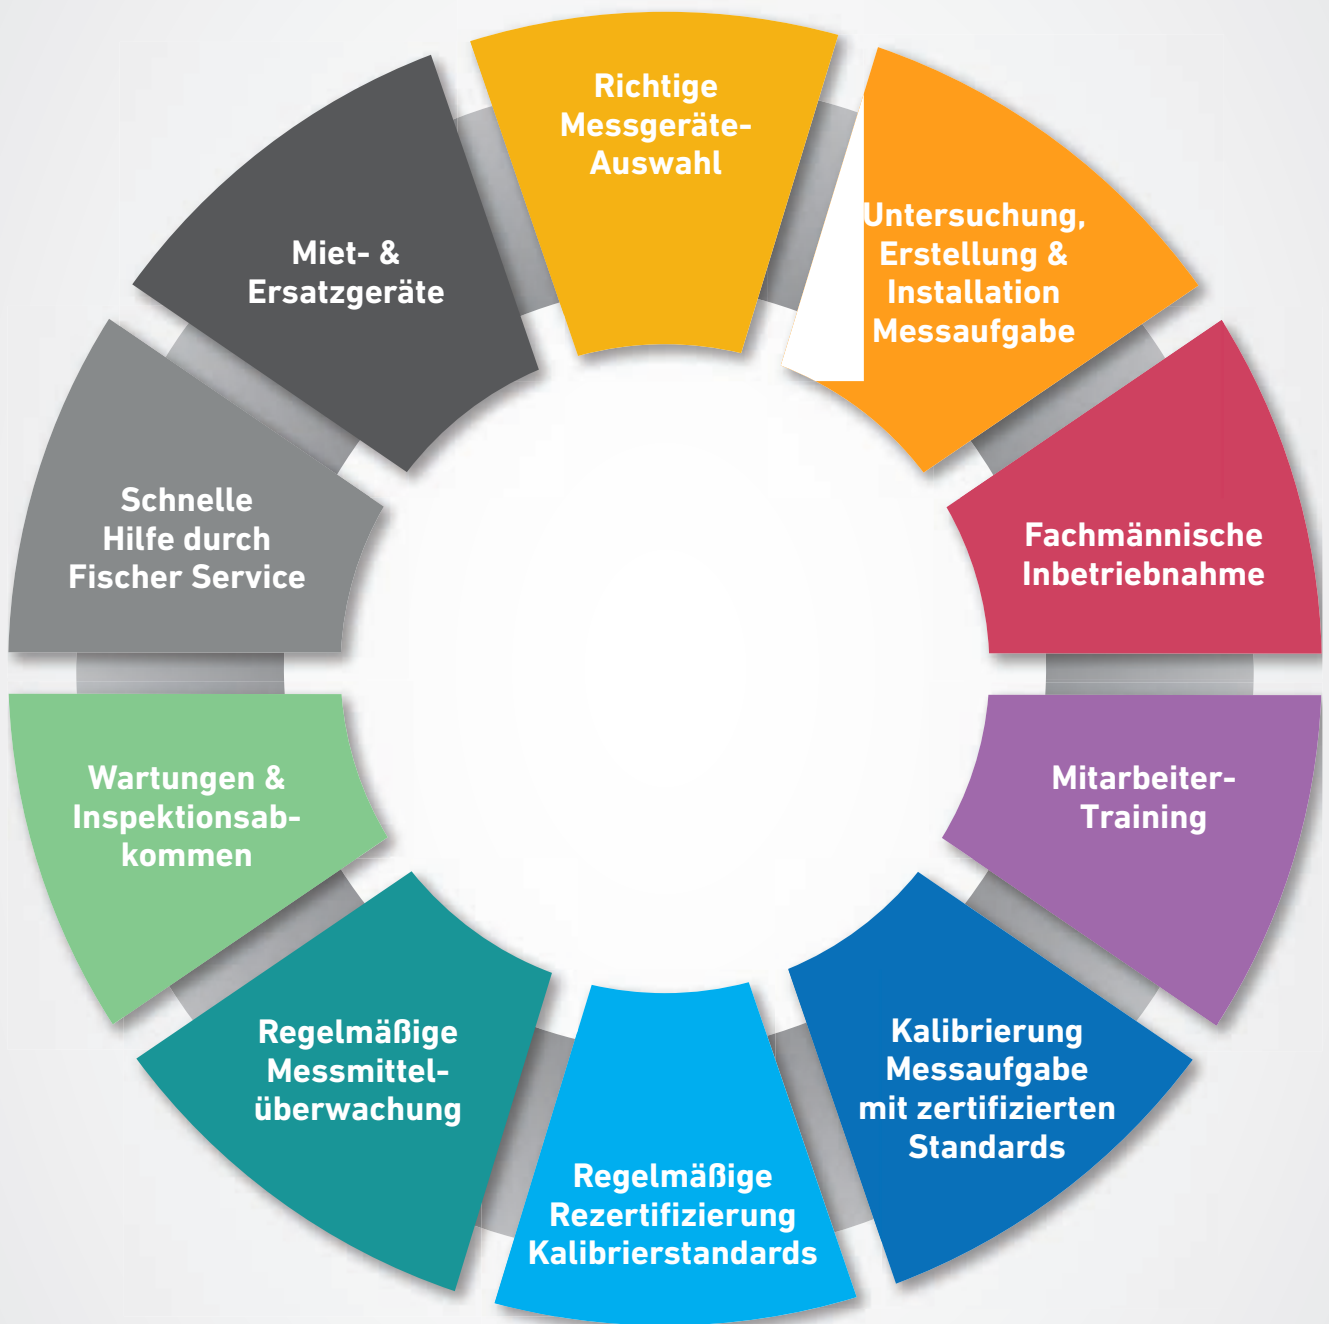 Richtige
Messgeräte-
Auswahl
Untersuchung,
Erstellung &
Installation
Messaufgabe
Fachmännische
Inbetriebnahme
Mitarbeiter-
Training
Kalibrierung
Messaufgabe
mit zertifizierten
Standards
Regelmäßige
Rezertifizierung
Kalibrierstandards
Regelmäßige
Messmittel-
überwachung
Wartungen &
Inspektionsab-
kommen
Schnelle
Hilfe durch
Fischer Service
Miet- &
Ersatzgeräte